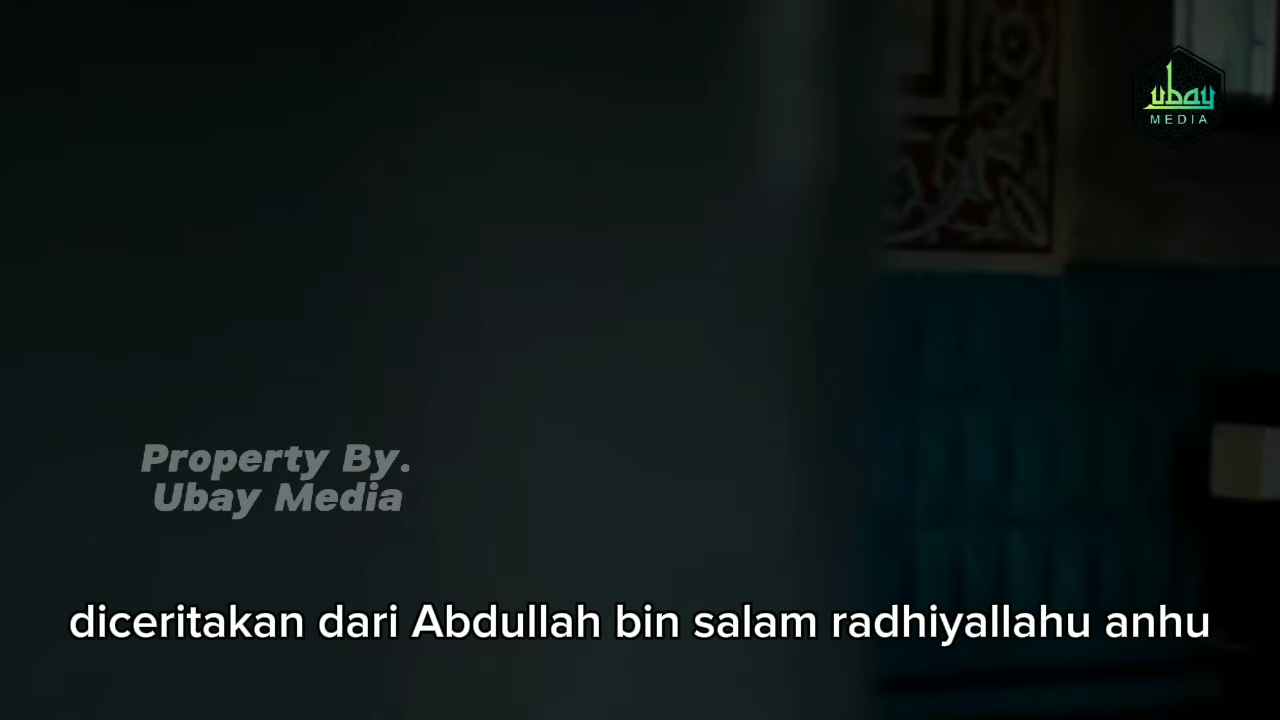 ubay
MEDIA
Property By.
Ubay Media
diceritakan dari Abdullah bin salam radhiyallahu anhu